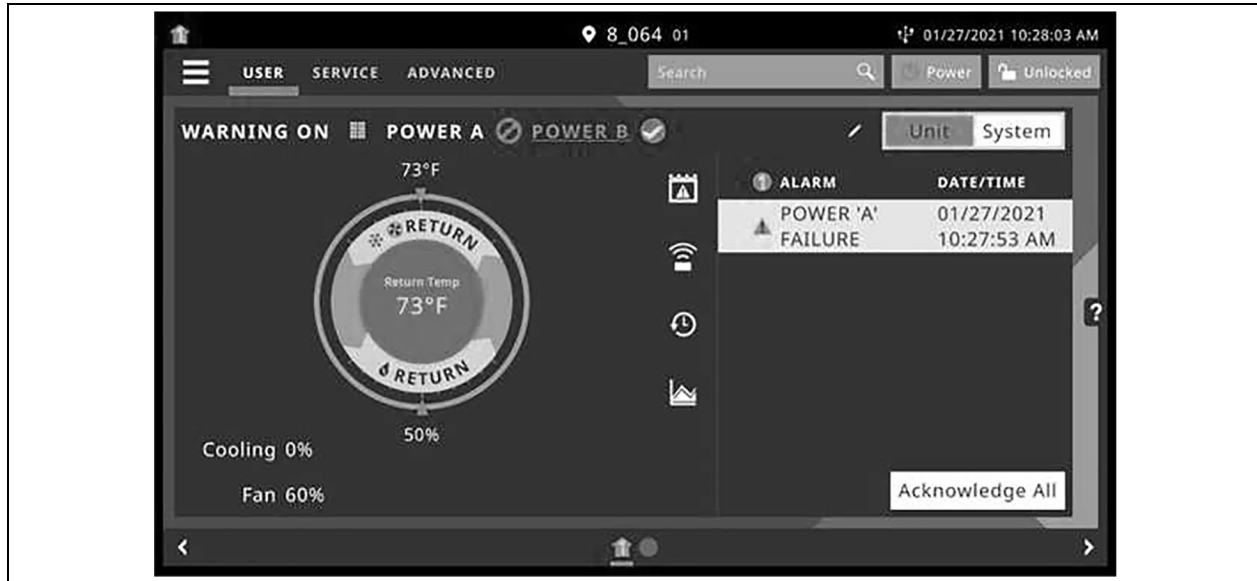 8_064 01
01/27/2021 10:28:03 AM
USER SERVICE ADVANCED
Search
Power
Unlocked
WARNING ON POWER A POWER B
Unit System
73°F
RETURN
Return Temp
73°F
RETURN
50%
Cooling 0%
Fan 60%
1 ALARM DATE/TIME
POWER 'A' 01/27/2021
FAILURE 10:27:53 AM
?
Acknowledge All